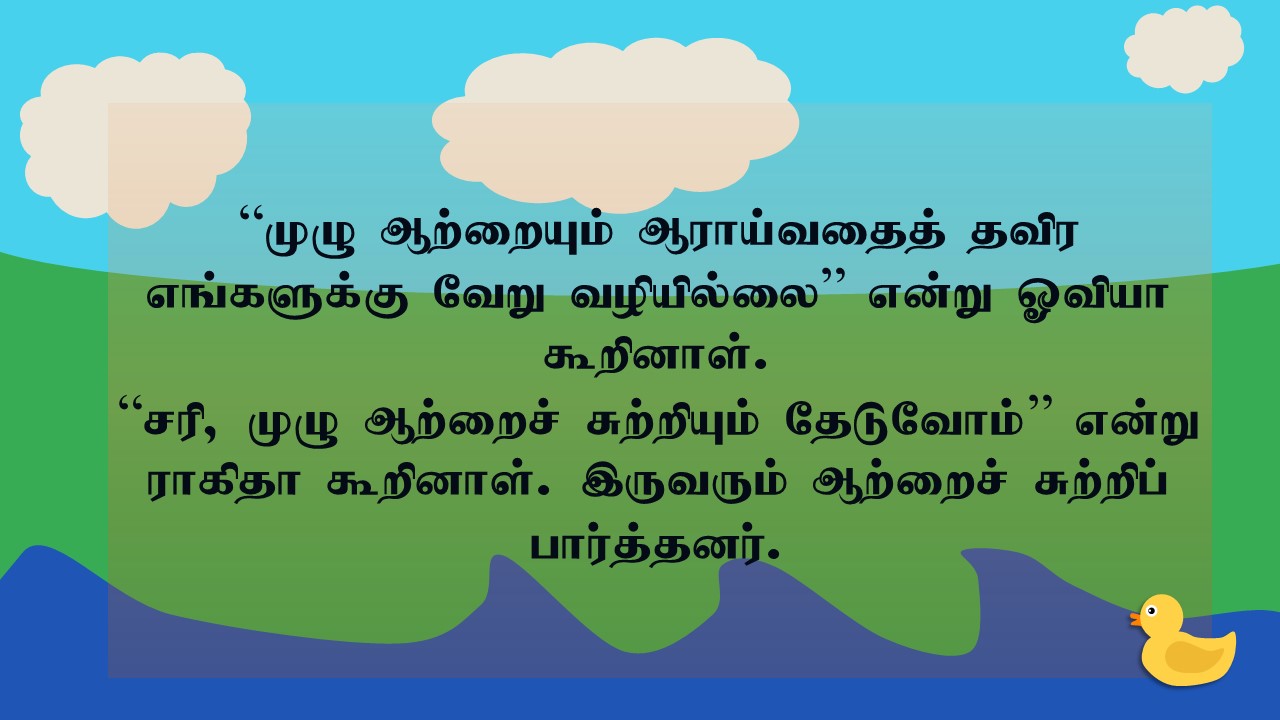 “முழு ஆற்றையும் ஆராய்வதைத் தவிர
எங்களுக்கு வேறு வழியில்லை” என்று ஓவியா
கூறினாள்.
“சரி, முழு ஆற்றைச் சுற்றியும் தேடுவோம்” என்று
ராகிதா கூறினாள். இருவரும் ஆற்றைச் சுற்றிப்
பார்த்தனர்.